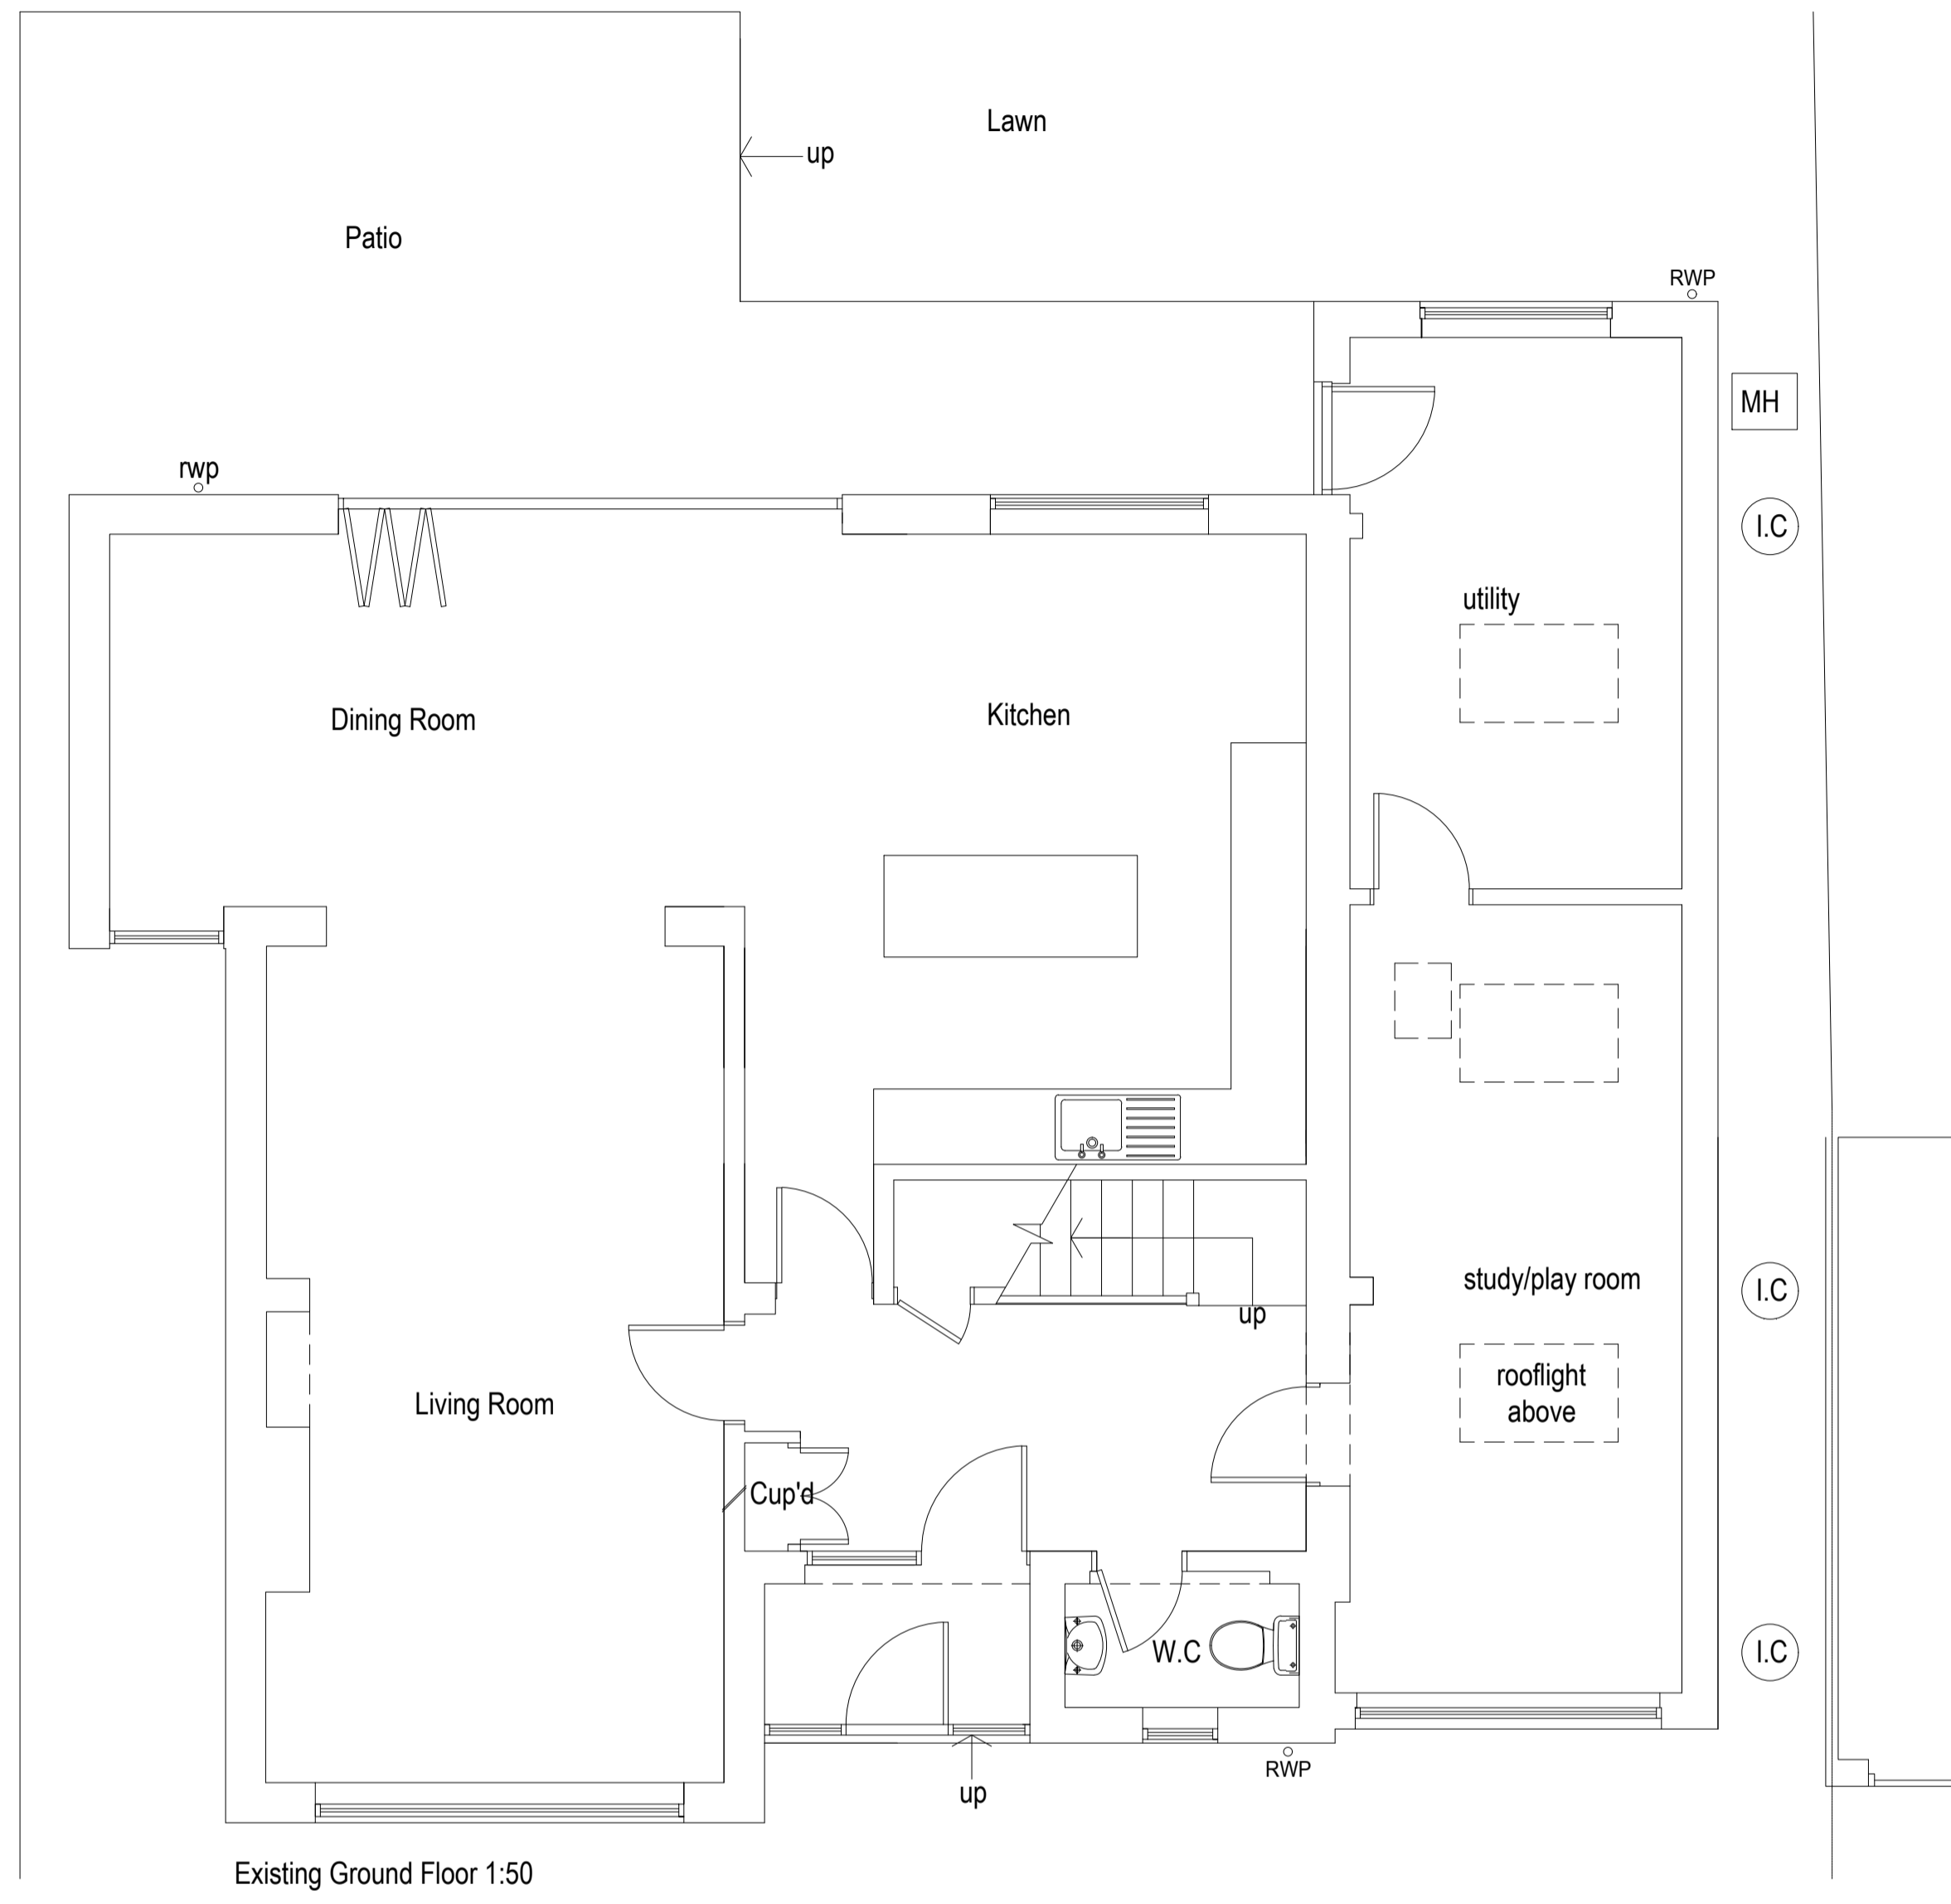 Lawn
up
Patio
RWP
MH
rwp
I.C
utility
Dining Room
Kitchen
study/play room
I.C
up
rooflight
above
Living Room
Cup'd
W.C
I.C
RWP
up
Existing Ground Floor 1:50